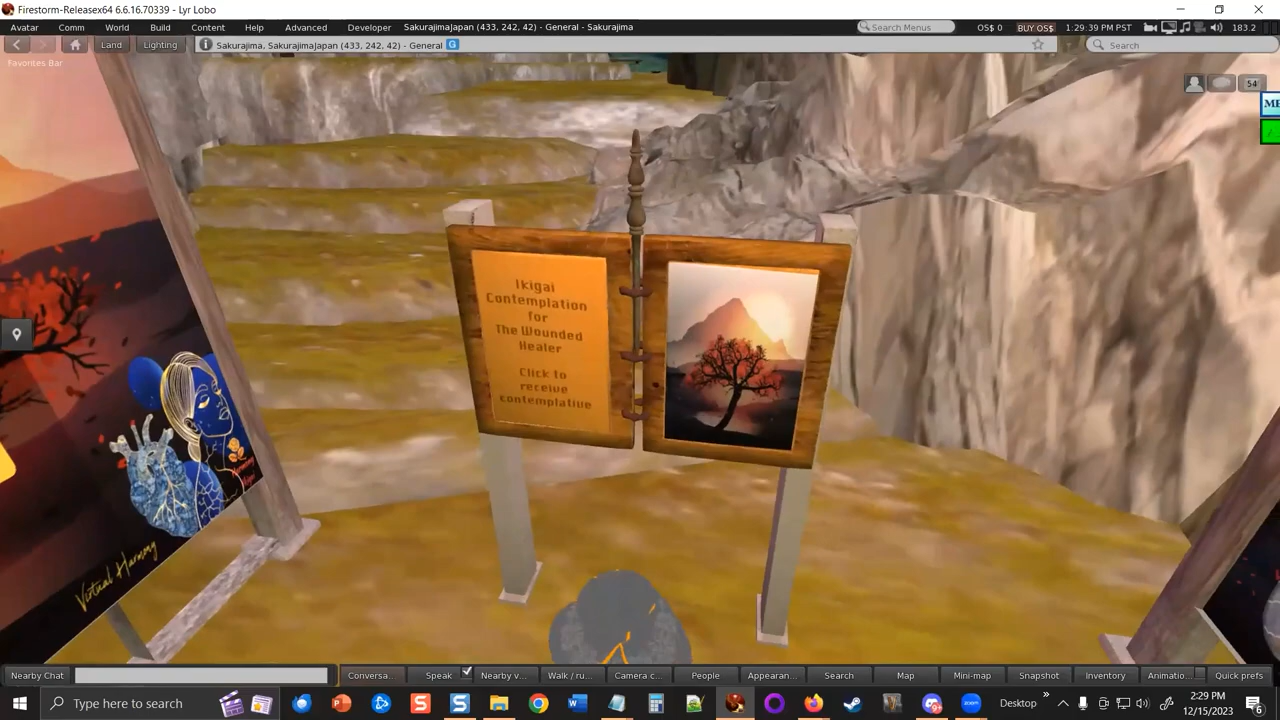 Firestorm-Releasex64 6.6.16.70339 - Lyr Lobo
Avatar Comm World Build Content Help Advanced Developer SakurajimaJapan (433, 242, 42) - General - Sakurajima Search Menus OS$ 0 BUY OS$ 1:29:39 PM PST 183.2
Land Lighting Sakurajima, SakurajimaJapan (433, 242, 42) - General G Search
Favorites Bar
54
Ikigai
Contemplation
for
The Wounded
Healer
Click to
receive
contemplative
Virtual Harmony
Nearby Chat Conversa... Speak Nearby v... Walk / ru... Camera c... People Appearan... Search Map Mini-map Snapshot Inventory Animatio... Quick prefs
Type here to search Desktop 2:29 PM
12/15/2023 6